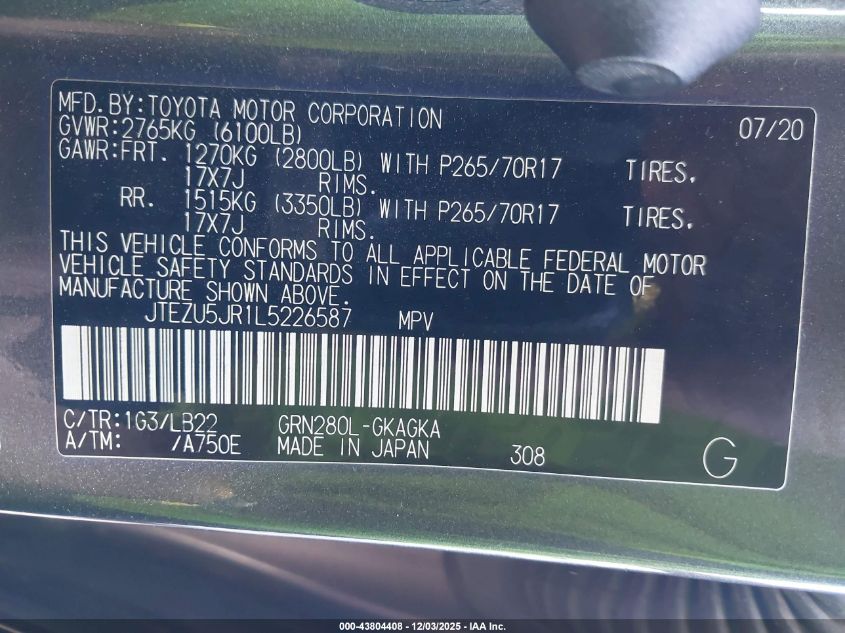 MFD.BY:TOYOTA MOTOR CORPORATION 07/20
GVWR:2765KG (6100LB)
GAWR:FRT. 1270KG (2800LB) WITH P265/70R17 TIRES.
17X7J RIMS.
RR. 1515KG (3350LB) WITH P265/70R17 TIRES.
17X7J RIMS.
THIS VEHICLE CONFORMS TO ALL APPLICABLE FEDERAL MOTOR
VEHICLE SAFETY STANDARDS IN EFFECT ON THE DATE OF
MANUFACTURE SHOWN ABOVE.
JTEZU5JR1L5226587 MPV
C/TR:1G3/LB22 GRN280L-GKAGKA
A/TM: /A750E MADE IN JAPAN 308 G
000-43804408 - 12/03/2025 - IAA Inc.